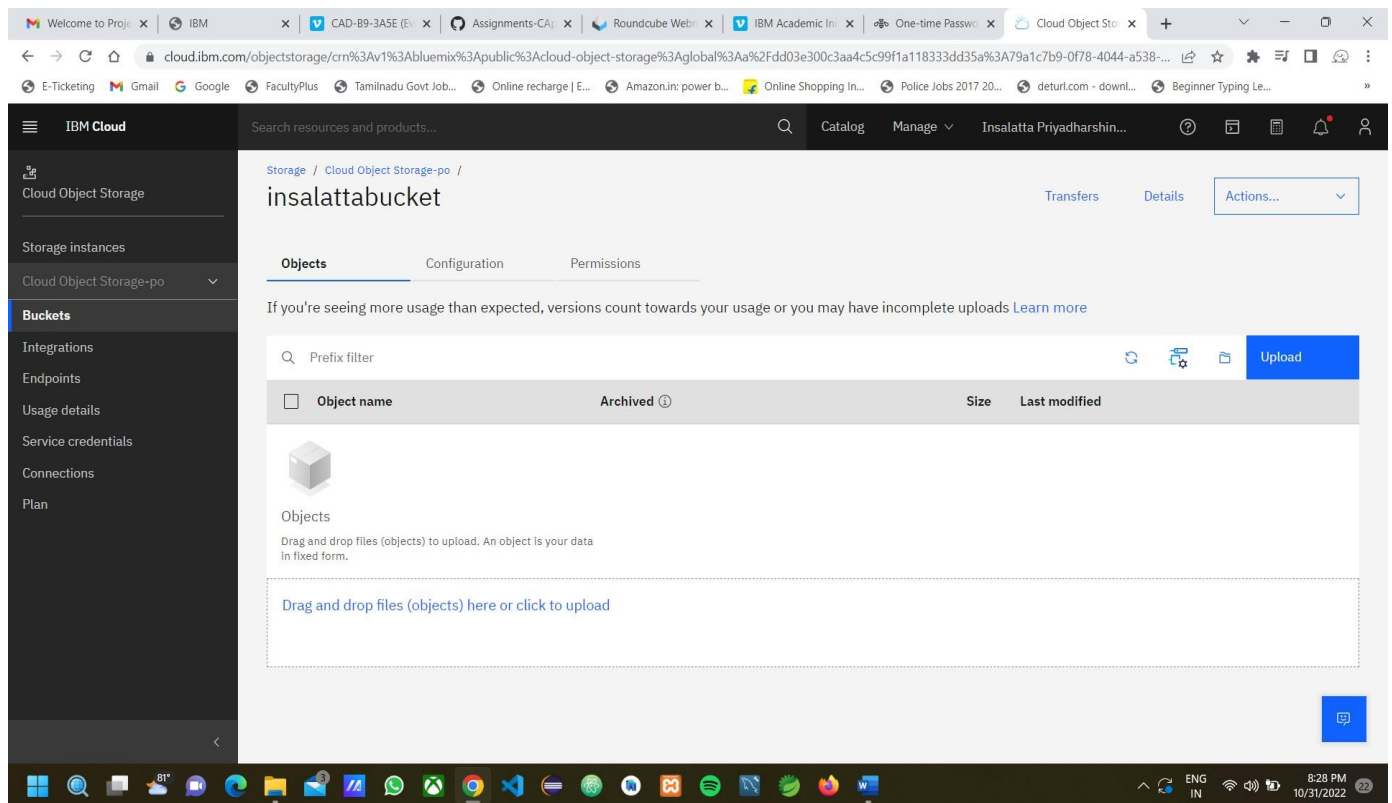 Welcome to Proje
IBM
CAD-B9-3A5E (Ev
Assignments-CAp
Roundcube Webm
IBM Academic Ini
One-time Passwo
Cloud Object Sto
cloud.ibm.com/objectstorage/crn%3Av1%3Abluemix%3Apublic%3Acloud-object-storage%3Aglobal%3Aa%2Fdd03e300c3aa4c5c99f1a118333dd35a%3A79a1c7b9-0f78-4044-a538-...
E-Ticketing
Gmail
Google
FacultyPlus
Tamilnadu Govt Job...
Online recharge | E...
Amazon.in: power b...
Online Shopping In...
Police Jobs 2017 20...
deturl.com - downl...
Beginner Typing Le...
»
IBM Cloud
Search resources and products...
Catalog
Manage
Insalatta Priyadharshin...
Cloud Object Storage
Storage instances
Cloud Object Storage-po
Buckets
Integrations
Endpoints
Usage details
Service credentials
Connections
Plan
Storage / Cloud Object Storage-po /
insalattabucket
Transfers
Details
Actions...
Objects
Configuration
Permissions
If you're seeing more usage than expected, versions count towards your usage or you may have incomplete uploads Learn more
Prefix filter
Upload
Object name
Archived
Size
Last modified
Objects
Drag and drop files (objects) to upload. An object is your data
in fixed form.
Drag and drop files (objects) here or click to upload
81°
3
ENG
IN
8:28 PM
10/31/2022
22